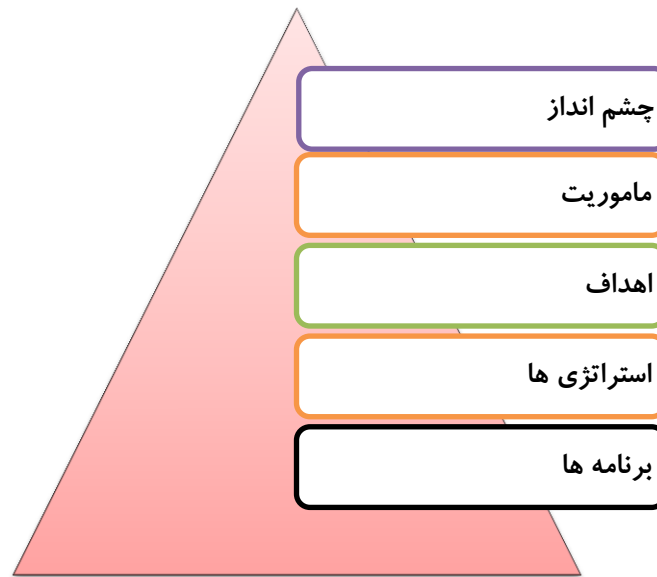 چشم انداز
ماموریت
اهداف
استراتژی ها
برنامه ها